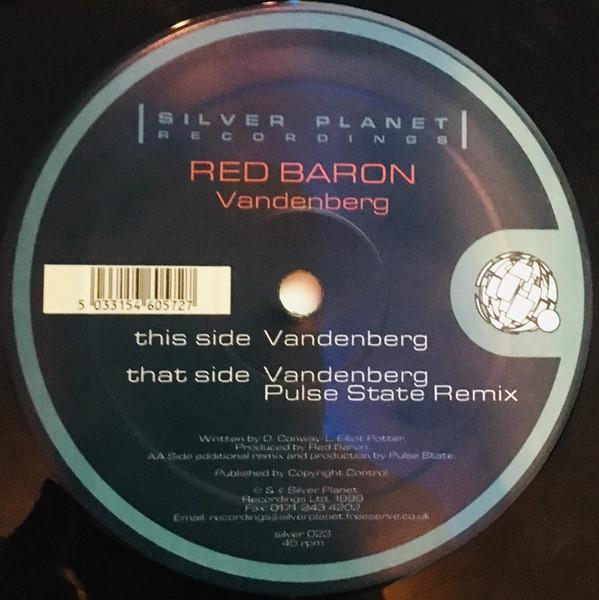 SILVER PLANET
RECORDINGS
RED BARON
Vandenberg
5 033154 605727
this side Vandenberg
that side Vandenberg
Pulse State Remix
Written by D. Conway/L. Elliot Potter.
Produced by Red Baron.
AA Side additional remix and production by Pulse State.
Published by Copyright Control.
℗ & © Silver Planet
Recordings Ltd. 1999
Fax 0171 243 4202
Email: recordings@silverplanet.freeserve.co.uk
silver 023
45 rpm